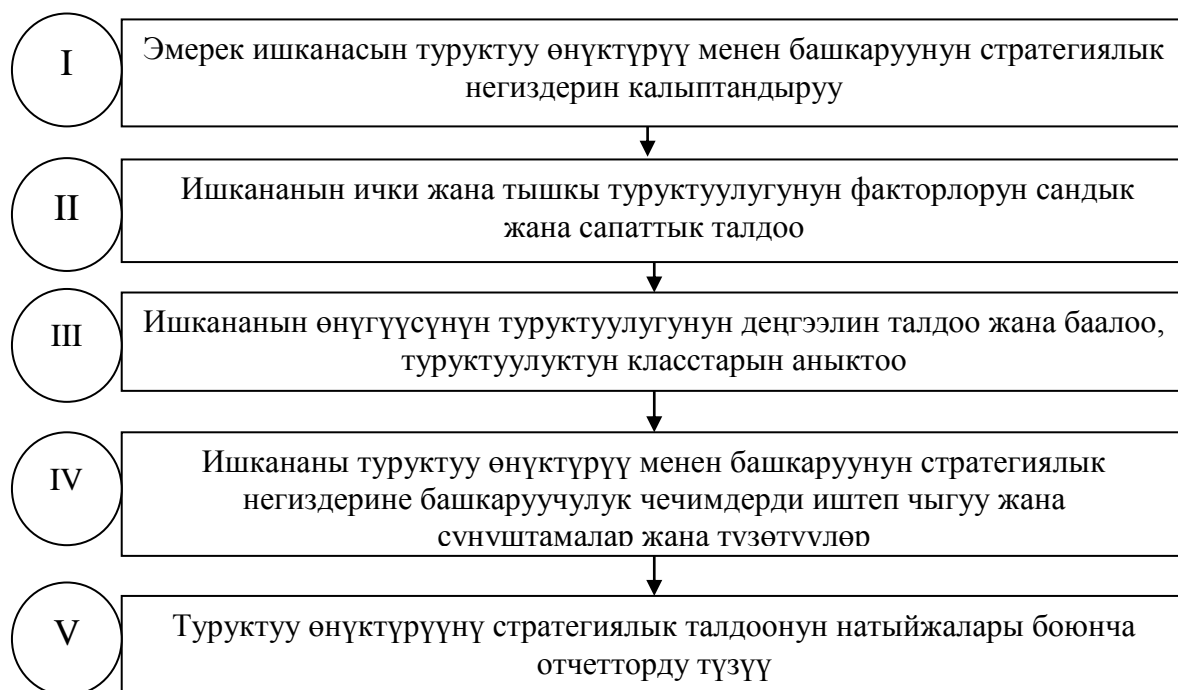 I
Эмерек ишканасын туруктуу өнүктүрүү менен башкаруунун стратегиялык
негиздерин калыптандыруу
II
Ишкананын ички жана тышкы туруктуулугунун факторлорун сандык
жана сапаттык талдоо
III
Ишкананын өнүгүүсүнүн туруктуулугунун деңгээлин талдоо жана баалоо,
туруктуулуктун класстарын аныктоо
IV
Ишкананы туруктуу өнүктүрүү менен башкаруунун стратегиялык
негиздерине башкаруучулук чечимдерди иштеп чыгуу жана
сунуштамалар жана түзөтүүлөр
V
Туруктуу өнүктүрүүнү стратегиялык талдоонун натыйжалары боюнча
отчетторду түзүү